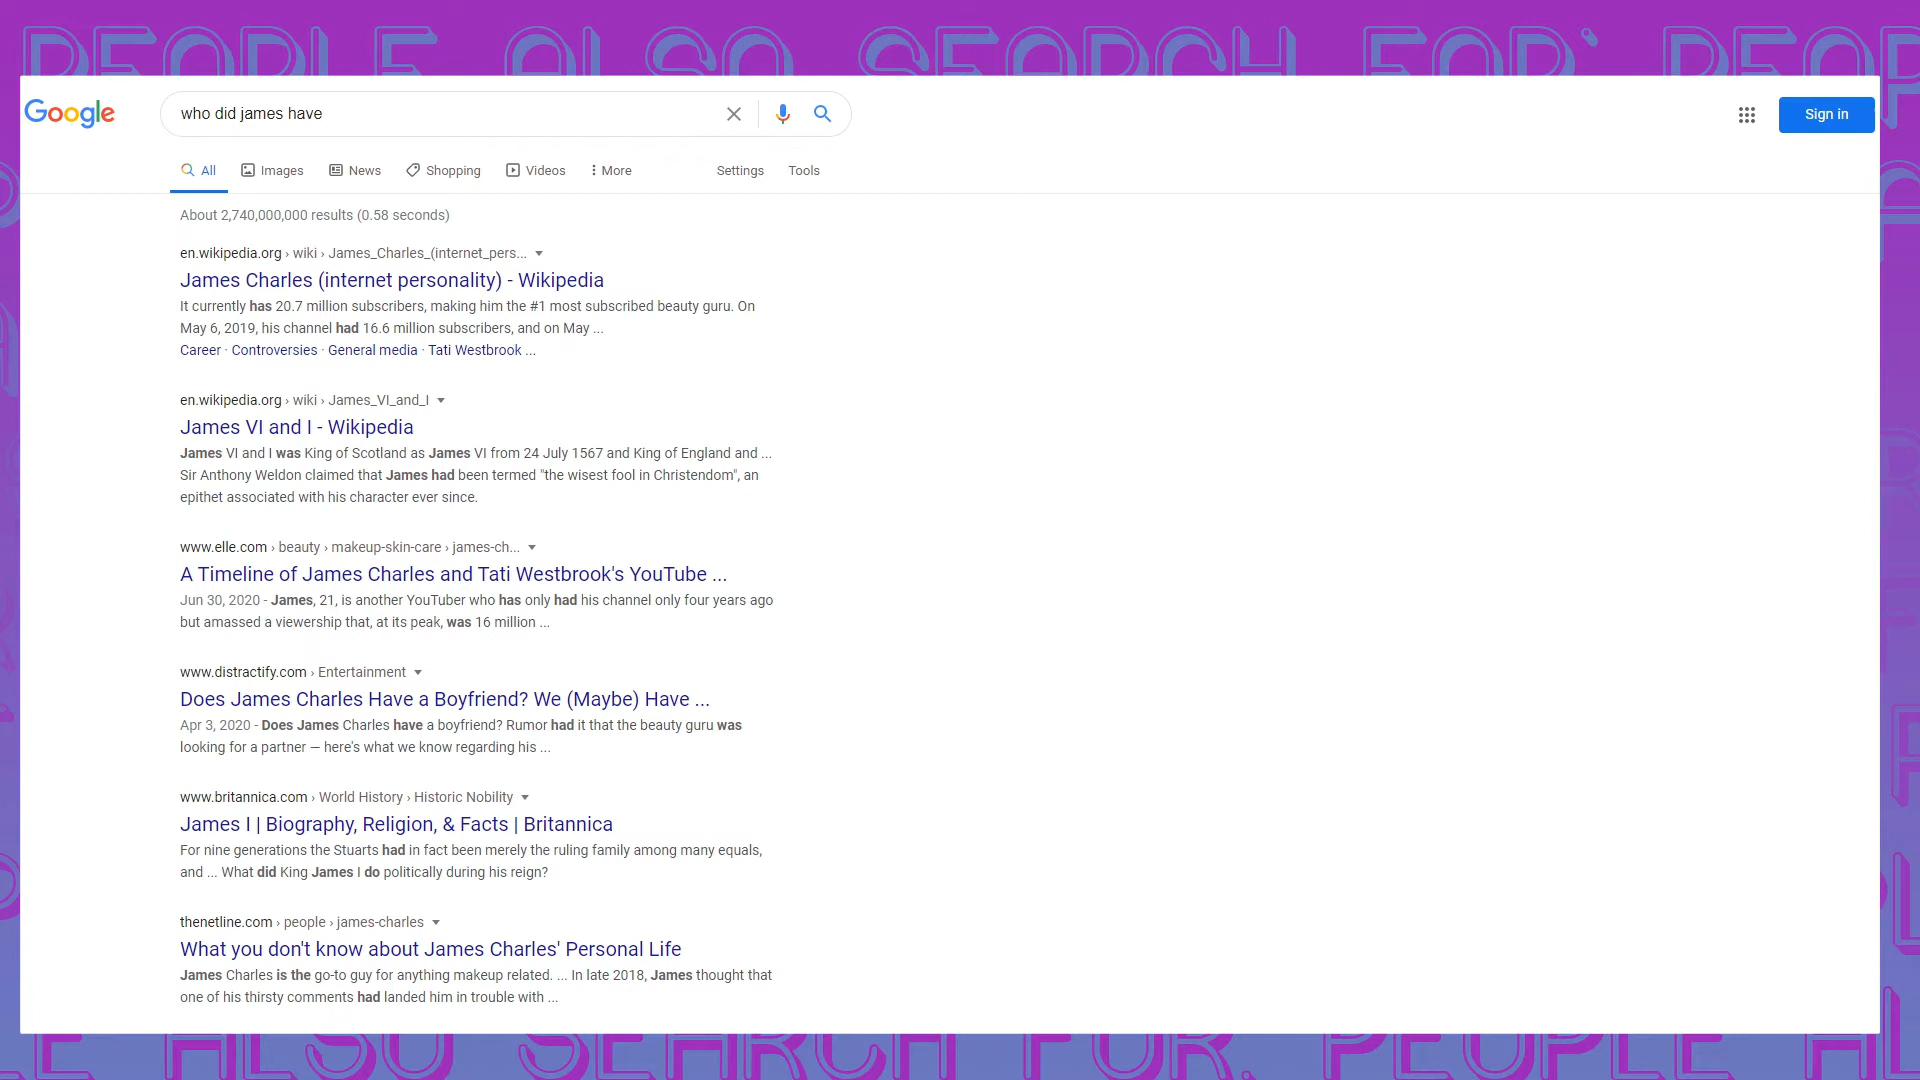 PEOPLE ALSO SEARCH FOR: PEOP
Google
who did james have
Sign in
All Images News Shopping Videos More Settings Tools
About 2,740,000,000 results (0.58 seconds)
en.wikipedia.org › wiki › James_Charles_(internet_pers...
James Charles (internet personality) - Wikipedia
It currently has 20.7 million subscribers, making him the #1 most subscribed beauty guru. On
May 6, 2019, his channel had 16.6 million subscribers, and on May ...
Career · Controversies · General media · Tati Westbrook ...
en.wikipedia.org › wiki › James_VI_and_I
James VI and I - Wikipedia
James VI and I was King of Scotland as James VI from 24 July 1567 and King of England and ...
Sir Anthony Weldon claimed that James had been termed "the wisest fool in Christendom", an
epithet associated with his character ever since.
www.elle.com › beauty › makeup-skin-care › james-ch...
A Timeline of James Charles and Tati Westbrook's YouTube ...
Jun 30, 2020 - James, 21, is another YouTuber who has only had his channel only four years ago
but amassed a viewership that, at its peak, was 16 million ...
www.distractify.com › Entertainment
Does James Charles Have a Boyfriend? We (Maybe) Have ...
Apr 3, 2020 - Does James Charles have a boyfriend? Rumor had it that the beauty guru was
looking for a partner — here's what we know regarding his ...
www.britannica.com › World History › Historic Nobility
James I | Biography, Religion, & Facts | Britannica
For nine generations the Stuarts had in fact been merely the ruling family among many equals,
and ... What did King James I do politically during his reign?
thenetline.com › people › james-charles
What you don't know about James Charles' Personal Life
James Charles is the go-to guy for anything makeup related. ... In late 2018, James thought that
one of his thirsty comments had landed him in trouble with ...
LE ALSO SEARCH FOR: PEOPLE AL